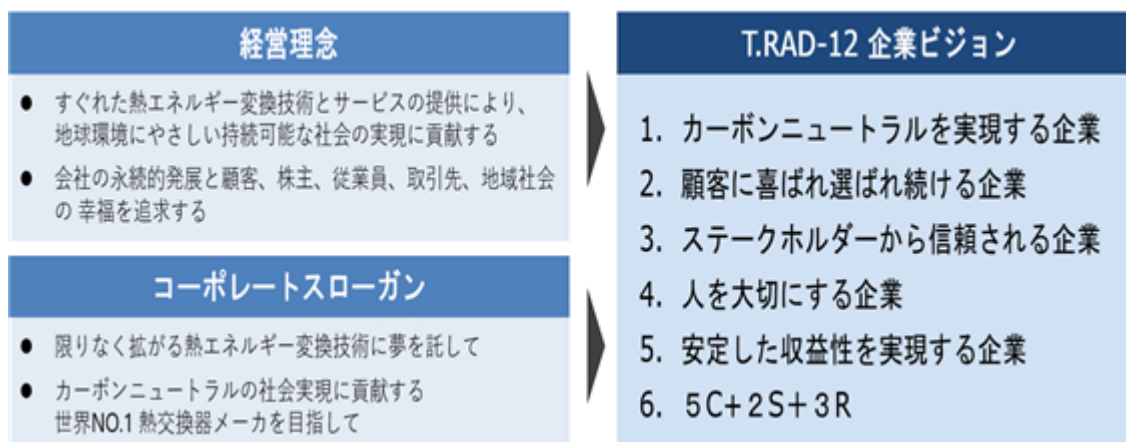 経営理念
● すぐれた熱エネルギー変換技術とサービスの提供により、
地球環境にやさしい持続可能な社会の実現に貢献する
● 会社の永続的発展と顧客、株主、従業員、取引先、地域社会
の 幸福を追求する
コーポレートスローガン
● 限りなく拡がる熱エネルギー変換技術に夢を託して
● カーボンニュートラルの社会実現に貢献する
世界NO.1 熱交換器メーカを目指して
T.RAD-12 企業ビジョン
1. カーボンニュートラルを実現する企業
2. 顧客に喜ばれ選ばれ続ける企業
3. ステークホルダーから信頼される企業
4. 人を大切にする企業
5. 安定した収益性を実現する企業
6. ５C+２S＋３R